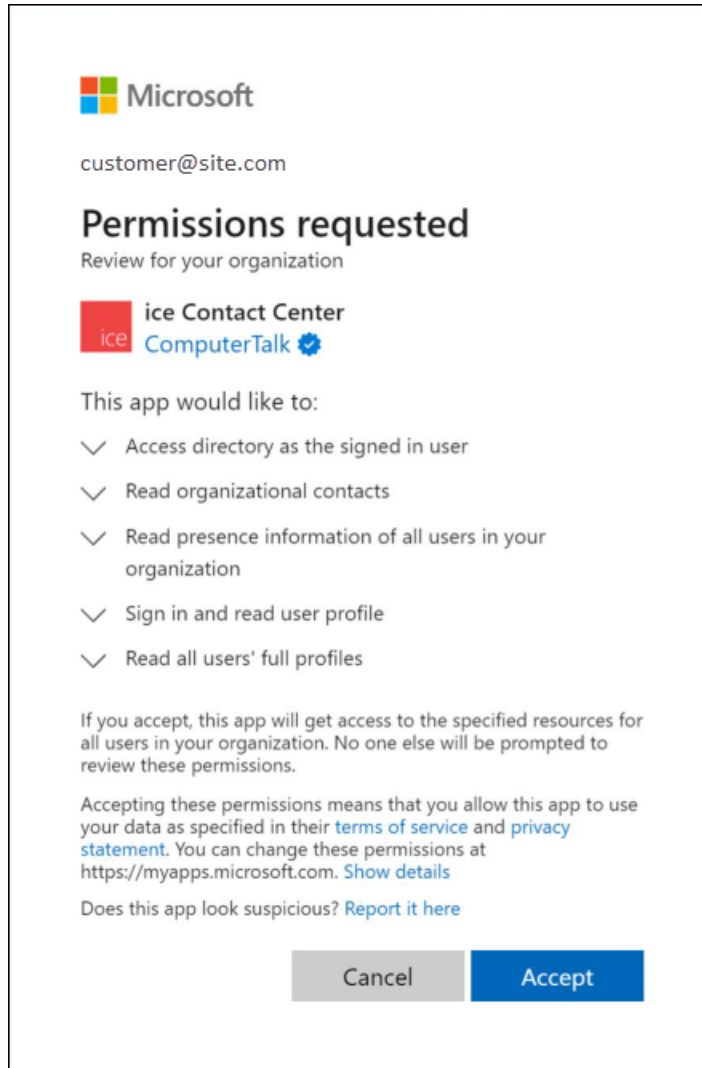 Microsoft
customer@site.com
Permissions requested
Review for your organization
ice Contact Center
ice
ComputerTalk
This app would like to:
Access directory as the signed in user
Read organizational contacts
Read presence information of all users in your
organization
Sign in and read user profile
Read all users' full profiles
If you accept, this app will get access to the specified resources for
all users in your organization. No one else will be prompted to
review these permissions.
Accepting these permissions means that you allow this app to use
your data as specified in their terms of service and privacy
statement. You can change these permissions at
https://myapps.microsoft.com. Show details
Does this app look suspicious? Report it here
Cancel
Accept